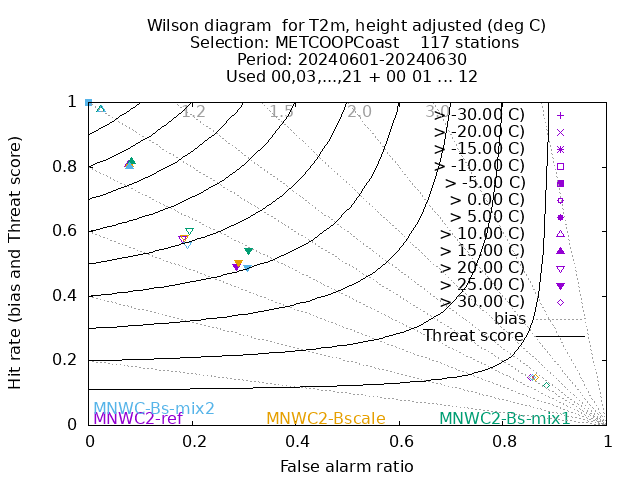 Wilson diagram  for T2m, height adjusted (deg C)
Selection: METCOOPCoast    117 stations
Period: 20240601-20240630
Used 00,03,...,21 + 00 01 ... 12
1.2 1.5 2.0 3.0
> -30.00 C)
> -20.00 C)
> -15.00 C)
> -10.00 C)
> -5.00 C)
> 0.00 C)
> 5.00 C)
> 10.00 C)
> 15.00 C)
> 20.00 C)
> 25.00 C)
> 30.00 C)
bias
Threat score
Hit rate (bias and Threat score)
1
0.8
0.6
0.4
0.2
0
MNWC-Bs-mix2
MNWC2-ref MNWC2-Bscale MNWC2-Bs-mix1
0 0.2 0.4 0.6 0.8 1
False alarm ratio